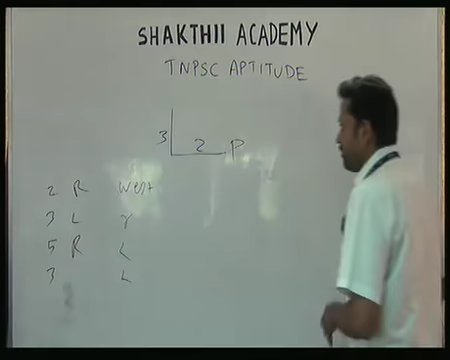 SHAKTHII ACADEMY
TNPSC APTITUDE
3 2 P
2 R West
3 L
5 R L
3 L